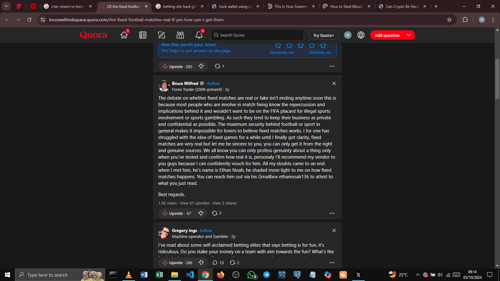 Inter miami vs toron
(3) Are fixed football match
betting site hack gi
Hack wallet using c
This Is How Scamm
How to Steal Bitcoi
Can Crypto Be Hack
brucewilfredsspace.quora.com/Are-fixed-football-matches-real-If-yes-how-can-I-get-them
Quora
Search Quora
Try Quora+
Add question
Was this worth your time?
This helps us sort answers on the page.
Absolutely not
Definitely yes
Upvote · 293
1
Bruce Wilfred · Follow
Forex Trader (2009–present) · 2y
The debate on whether fixed matches are real or fake isn't ending anytime soon this is
because most people who are involve in match fixing know the repercussion and
implications behind it and wouldn't want to be on the FIFA placard for illegal sports
involvement or sports gambling. As such they tend to keep their business as private
and confidential as possible. The maximum security behind football or sport in
general makes it impossible for lovers to believe fixed matches works. I for one has
struggled with the idea of fixed games for a while until I finally got clarity, fixed
matches are very real but let me be sincere to you, you can only get it from the right
and genuine sources. We all know you can only profess genuinity about a thing only
when you've tested and confirm how real it is, personally I'll recommend my vendor to
you guys because I can confidently vouch for him. All my doubts came to an end
when I met him, he's name is Ethan Noah, he shaded more light to me on how fixed
matches happens. You can reach him out via his Gmailbox ethannoah136 to attest to
what you just read.
Best regards.
1.3K views · View 67 upvotes · View 3 shares
Upvote · 67
3
Gregory Ings · Follow
Machine operator and Gambler · 2y
I've read about some self-acclaimed betting elites that says betting is for fun, it's
ridiculous. Do you stake your money on a team with aim towards the fun? What's the
Upvote · 286
15
2
Type here to search
25°C
09:14
05/10/2024